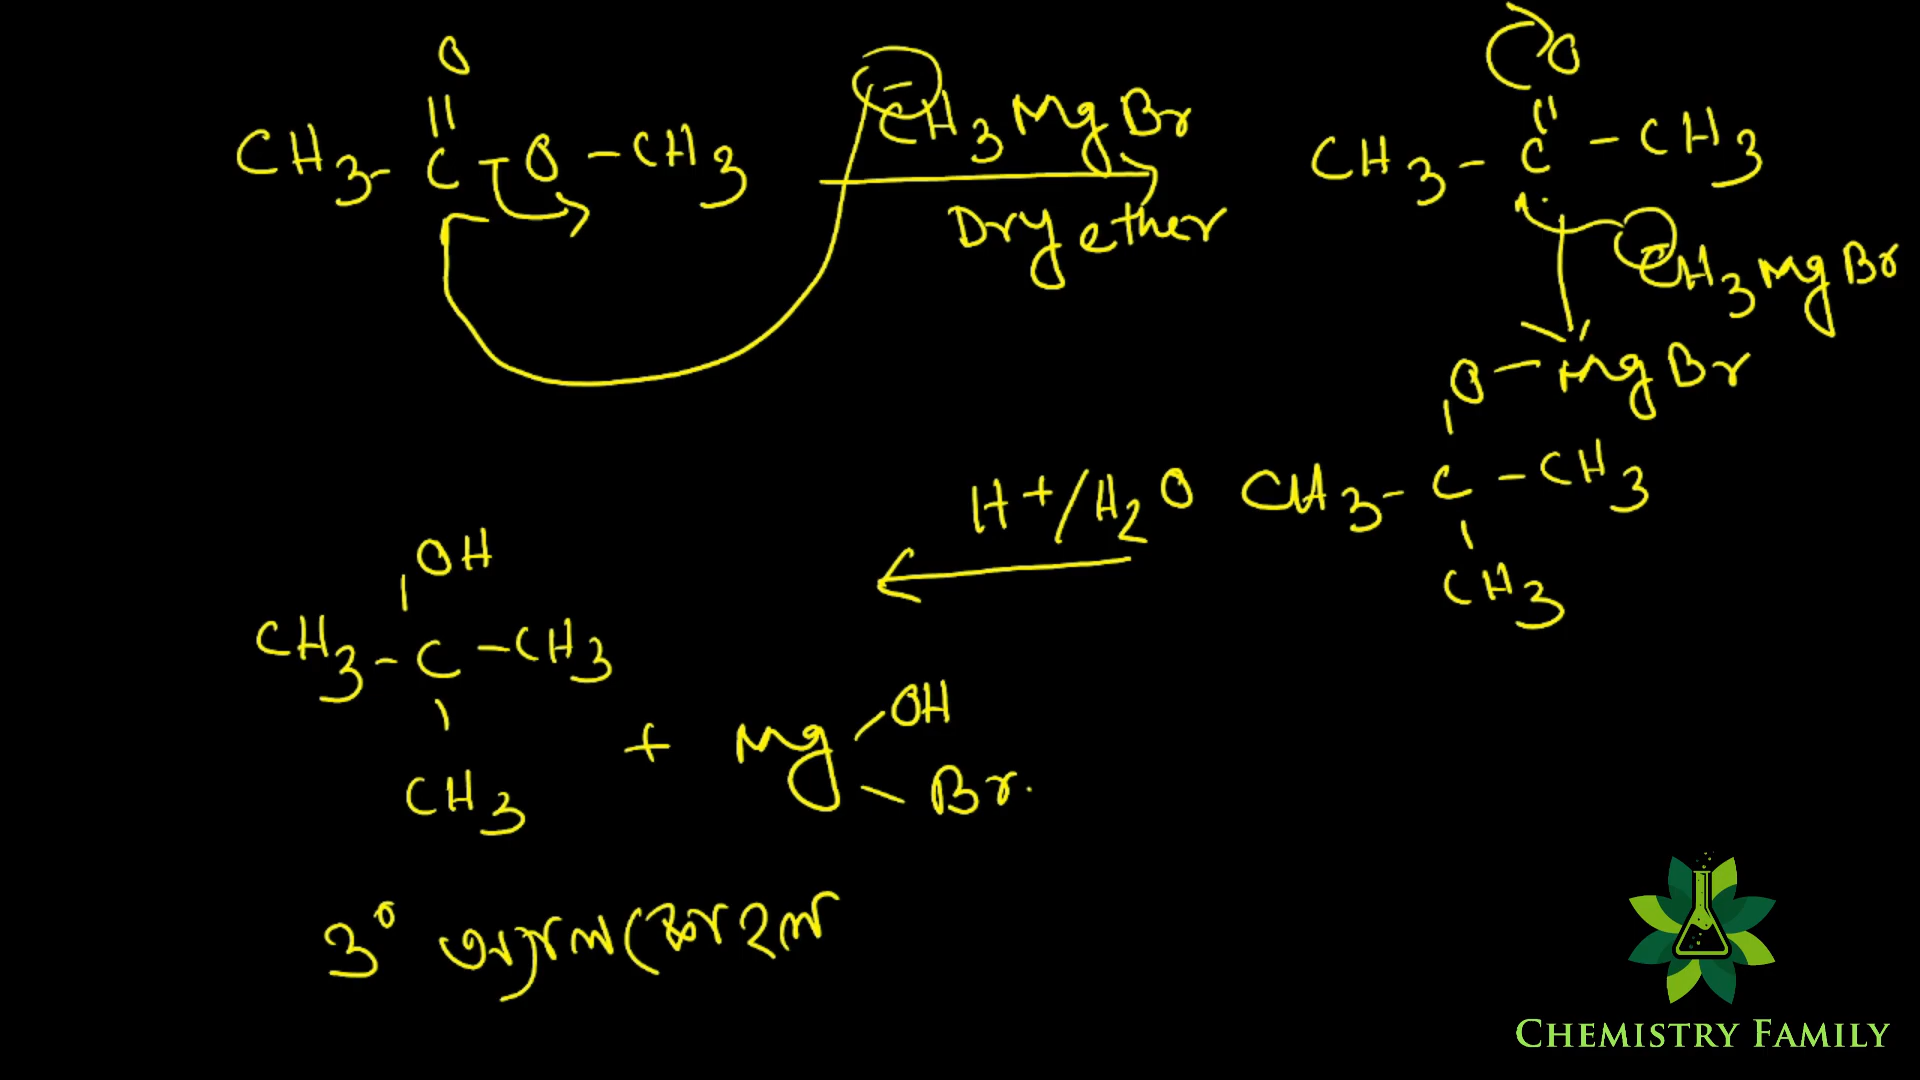 O
||
CH3-C-O-CH3
CH3MgBr
Dry ether
O
||
CH3-C-CH3
CH3MgBr
O-MgBr
CH3-C-CH3
CH3
H+/H2O
OH
CH3-C-CH3
CH3
+ Mg
OH
Br.
3° অ্যালকোহল
CHEMISTRY FAMILY